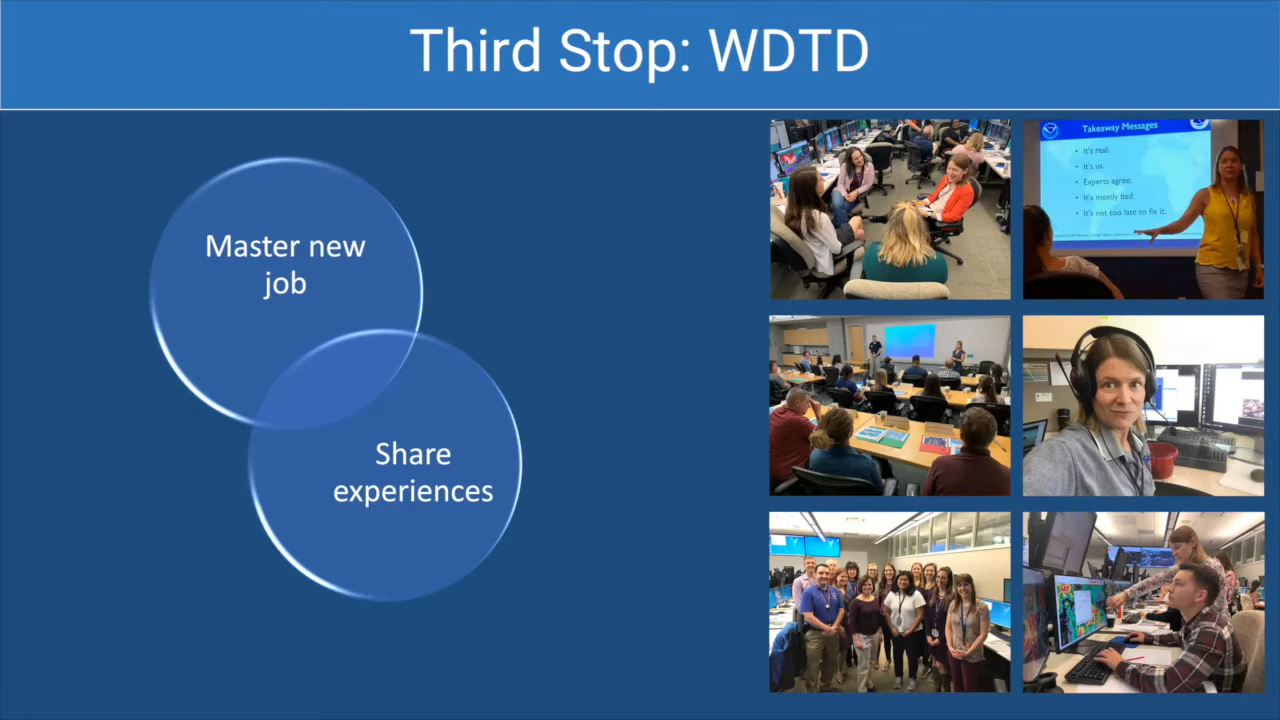 Third Stop: WDTD
Master new
job
Share
experiences
Takeaway Messages
• It's real.
• It's us.
• Experts agree.
• It's mostly bad.
• It's not too late to fix it.